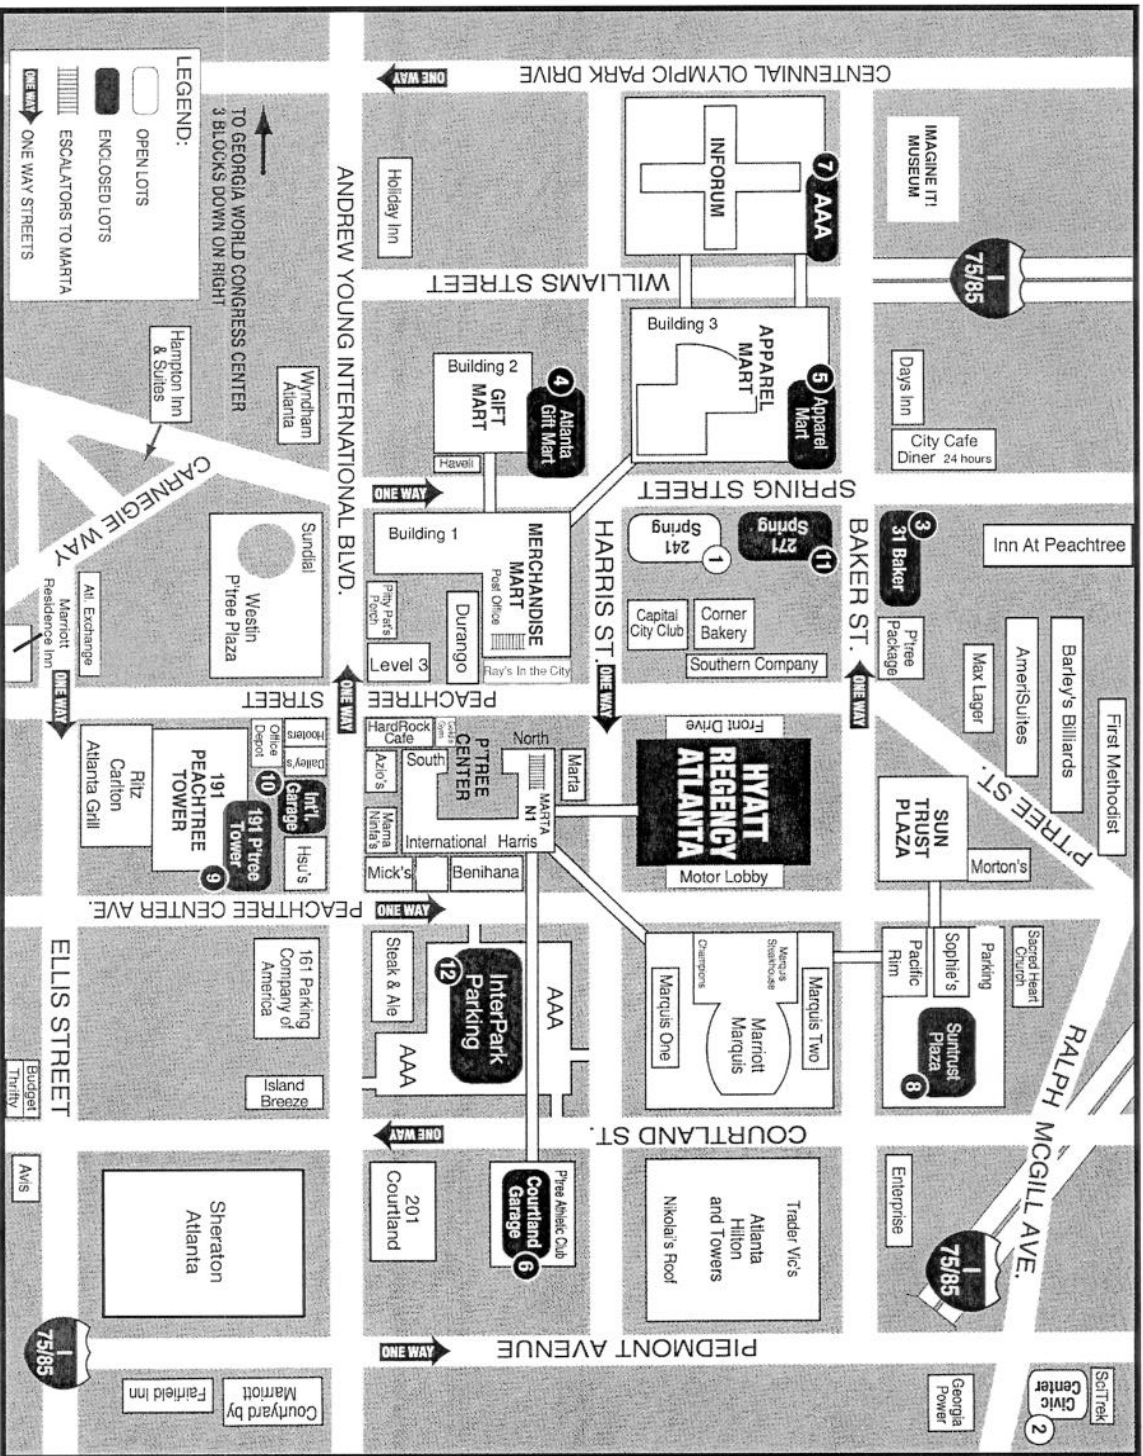 CENTENNIAL OLYMPIC PARK DRIVE
ONE WAY
IMAGINE IT!
MUSEUM
I
75/85
7
AAA
INFORUM
Holiday Inn
WILLIAMS STREET
ANDREW YOUNG INTERNATIONAL BLVD.
TO GEORGIA WORLD CONGRESS CENTER
3 BLOCKS DOWN ON RIGHT
LEGEND:
OPEN LOTS
ENCLOSED LOTS
ESCALATORS TO MARTA
ONE WAY
ONE WAY STREETS
Building 3
APPAREL
MART
5
Apparel
Mart
Days Inn
City Cafe
Diner 24 hours
Building 2
GIFT
MART
4
Atlanta
Gift Mart
Haveli
Wyndham
Atlanta
Hampton Inn
& Suites
CARNEGIE WAY
ONE WAY
SPRING STREET
Building 1
MERCHANDISE
MART
Post Office
Pitty Pat's
Porch
Level 3
Durango
Ray's In the City
HARRIS ST.
ONE WAY
241
Spring
1
271
Spring
11
Capital
City Club
Corner
Bakery
Southern Company
BAKER ST.
ONE WAY
3
31 Baker
P'tree
Package
Inn At Peachtree
Max Lager
AmeriSuites
Barley's Billiards
First Methodist
P'TREE ST.
Sundial
Westin
P'tree Plaza
Atl. Exchange
Marriott
Residence Inn
ONE WAY
ONE WAY
PEACHTREE
STREET
HardRock
Cafe
P'TREE
CENTER
North
South
MARTA
N1
Marta
International
Harris
Azio's
Mama
Ninfa's
Mick's
Benihana
Front Drive
HYATT
REGENCY
ATLANTA
Motor Lobby
SUN
TRUST
PLAZA
Morton's
Ritz
Carlton
Atlanta Grill
191
PEACHTREE
TOWER
Office
Depot
Hooters
Dailey's
10
Int'l.
Garage
191 P'tree
Tower
9
Hsu's
PEACHTREE CENTER AVE.
ONE WAY
ELLIS STREET
161 Parking
Company of
America
Island
Breeze
Steak & Ale
12
InterPark
Parking
AAA
AAA
Marquis One
Champions
Marquis
Steakhouse
Marriott
Marquis
Marquis Two
Pacific
Rim
Sophie's
Parking
Suntrust
Plaza
8
Sacred Heart
Church
RALPH MCGILL AVE.
Budget
Thrifty
ONE WAY
COURTLAND ST.
Avis
Sheraton
Atlanta
201
Courtland
P'tree Athletic Club
Courtland
Garage
6
Trader Vic's
Atlanta
Hilton
and Towers
Nikolai's Roof
Enterprise
I
75/85
I
75/85
ONE WAY
PIEDMONT AVENUE
Fairfield Inn
Courtyard by
Marriott
Georgia
Power
Civic
Center
2
SciTrek